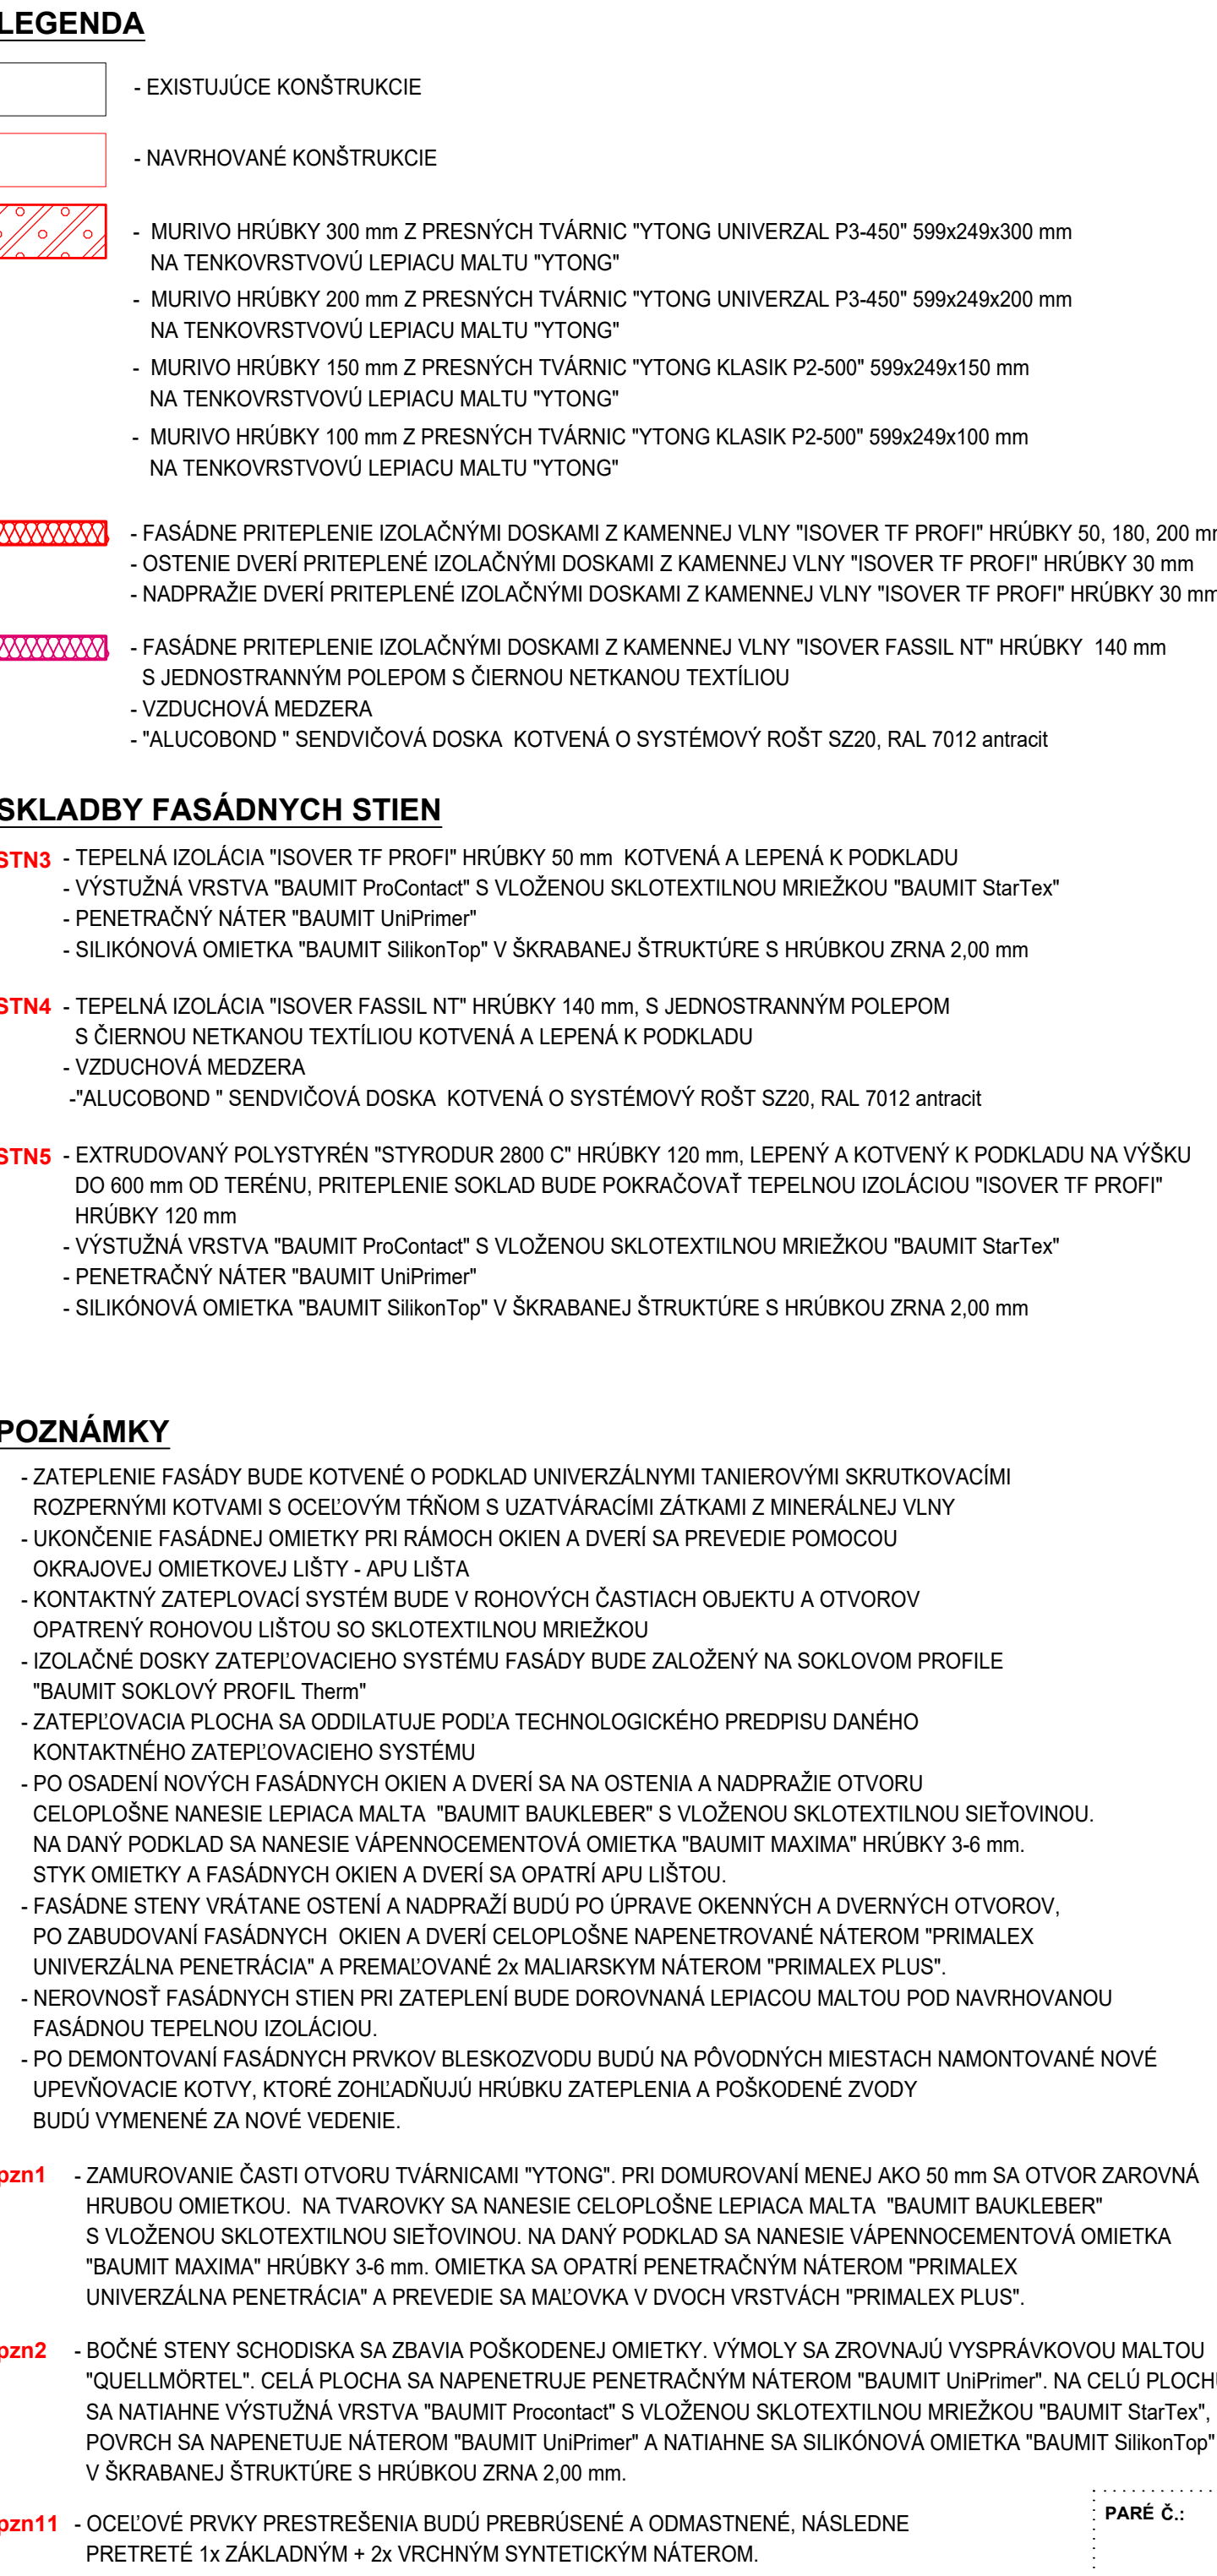 LEGENDA
- EXISTUJÚCE KONŠTRUKCIE
- NAVRHOVANÉ KONŠTRUKCIE
- MURIVO HRÚBKY 300 mm Z PRESNÝCH TVÁRNIC "YTONG UNIVERZAL P3-450" 599x249x300 mm
NA TENKOVRSTVOVÚ LEPIACU MALTU "YTONG"
- MURIVO HRÚBKY 200 mm Z PRESNÝCH TVÁRNIC "YTONG UNIVERZAL P3-450" 599x249x200 mm
NA TENKOVRSTVOVÚ LEPIACU MALTU "YTONG"
- MURIVO HRÚBKY 150 mm Z PRESNÝCH TVÁRNIC "YTONG KLASIK P2-500" 599x249x150 mm
NA TENKOVRSTVOVÚ LEPIACU MALTU "YTONG"
- MURIVO HRÚBKY 100 mm Z PRESNÝCH TVÁRNIC "YTONG KLASIK P2-500" 599x249x100 mm
NA TENKOVRSTVOVÚ LEPIACU MALTU "YTONG"
- FASÁDNE PRITEPLENIE IZOLAČNÝMI DOSKAMI Z KAMENNEJ VLNY "ISOVER TF PROFI" HRÚBKY 50, 180, 200 mm
- OSTENIE DVERÍ PRITEPLENÉ IZOLAČNÝMI DOSKAMI Z KAMENNEJ VLNY "ISOVER TF PROFI" HRÚBKY 30 mm
- NADPRAŽIE DVERÍ PRITEPLENÉ IZOLAČNÝMI DOSKAMI Z KAMENNEJ VLNY "ISOVER TF PROFI" HRÚBKY 30 mm
- FASÁDNE PRITEPLENIE IZOLAČNÝMI DOSKAMI Z KAMENNEJ VLNY "ISOVER FASSIL NT" HRÚBKY 140 mm
S JEDNOSTRANNÝM POLEPOM S ČIERNOU NETKANOU TEXTÍLIOU
- VZDUCHOVÁ MEDZERA
- "ALUCOBOND " SENDVIČOVÁ DOSKA KOTVENÁ O SYSTÉMOVÝ ROŠT SZ20, RAL 7012 antracit
SKLADBY FASÁDNYCH STIEN
STN3 - TEPELNÁ IZOLÁCIA "ISOVER TF PROFI" HRÚBKY 50 mm KOTVENÁ A LEPENÁ K PODKLADU
- VÝSTUŽNÁ VRSTVA "BAUMIT ProContact" S VLOŽENOU SKLOTEXTILNOU MRIEŽKOU "BAUMIT StarTex"
- PENETRAČNÝ NÁTER "BAUMIT UniPrimer"
- SILIKÓNOVÁ OMIETKA "BAUMIT SilikonTop" V ŠKRABANEJ ŠTRUKTÚRE S HRÚBKOU ZRNA 2,00 mm
STN4 - TEPELNÁ IZOLÁCIA "ISOVER FASSIL NT" HRÚBKY 140 mm, S JEDNOSTRANNÝM POLEPOM
S ČIERNOU NETKANOU TEXTÍLIOU KOTVENÁ A LEPENÁ K PODKLADU
- VZDUCHOVÁ MEDZERA
-"ALUCOBOND " SENDVIČOVÁ DOSKA KOTVENÁ O SYSTÉMOVÝ ROŠT SZ20, RAL 7012 antracit
STN5 - EXTRUDOVANÝ POLYSTYRÉN "STYRODUR 2800 C" HRÚBKY 120 mm, LEPENÝ A KOTVENÝ K PODKLADU NA VÝŠKU
DO 600 mm OD TERÉNU, PRITEPLENIE SOKLAD BUDE POKRAČOVAŤ TEPELNOU IZOLÁCIOU "ISOVER TF PROFI"
HRÚBKY 120 mm
- VÝSTUŽNÁ VRSTVA "BAUMIT ProContact" S VLOŽENOU SKLOTEXTILNOU MRIEŽKOU "BAUMIT StarTex"
- PENETRAČNÝ NÁTER "BAUMIT UniPrimer"
- SILIKÓNOVÁ OMIETKA "BAUMIT SilikonTop" V ŠKRABANEJ ŠTRUKTÚRE S HRÚBKOU ZRNA 2,00 mm
POZNÁMKY
- ZATEPLENIE FASÁDY BUDE KOTVENÉ O PODKLAD UNIVERZÁLNYMI TANIEROVÝMI SKRUTKOVACÍMI
ROZPERNÝMI KOTVAMI S OCEĽOVÝM TŔŇOM S UZATVÁRACÍMI ZÁTKAMI Z MINERÁLNEJ VLNY
- UKONČENIE FASÁDNEJ OMIETKY PRI RÁMOCH OKIEN A DVERÍ SA PREVEDIE POMOCOU
OKRAJOVEJ OMIETKOVEJ LIŠTY - APU LIŠTA
- KONTAKTNÝ ZATEPLOVACÍ SYSTÉM BUDE V ROHOVÝCH ČASTIACH OBJEKTU A OTVOROV
OPATRENÝ ROHOVOU LIŠTOU SO SKLOTEXTILNOU MRIEŽKOU
- IZOLAČNÉ DOSKY ZATEPĽOVACIEHO SYSTÉMU FASÁDY BUDE ZALOŽENÝ NA SOKLOVOM PROFILE
"BAUMIT SOKLOVÝ PROFIL Therm"
- ZATEPĽOVACIA PLOCHA SA ODDILATUJE PODĽA TECHNOLOGICKÉHO PREDPISU DANÉHO
KONTAKTNÉHO ZATEPĽOVACIEHO SYSTÉMU
- PO OSADENÍ NOVÝCH FASÁDNYCH OKIEN A DVERÍ SA NA OSTENIA A NADPRAŽIE OTVORU
CELOPLOŠNE NANESIE LEPIACA MALTA "BAUMIT BAUKLEBER" S VLOŽENOU SKLOTEXTILNOU SIEŤOVINOU.
NA DANÝ PODKLAD SA NANESIE VÁPENNOCEMENTOVÁ OMIETKA "BAUMIT MAXIMA" HRÚBKY 3-6 mm.
STYK OMIETKY A FASÁDNYCH OKIEN A DVERÍ SA OPATRÍ APU LIŠTOU.
- FASÁDNE STENY VRÁTANE OSTENÍ A NADPRAŽÍ BUDÚ PO ÚPRAVE OKENNÝCH A DVERNÝCH OTVOROV,
PO ZABUDOVANÍ FASÁDNYCH OKIEN A DVERÍ CELOPLOŠNE NAPENETROVANÉ NÁTEROM "PRIMALEX
UNIVERZÁLNA PENETRÁCIA" A PREMAĽOVANÉ 2x MALIARSKYM NÁTEROM "PRIMALEX PLUS".
- NEROVNOSŤ FASÁDNYCH STIEN PRI ZATEPLENÍ BUDE DOROVNANÁ LEPIACOU MALTOU POD NAVRHOVANOU
FASÁDNOU TEPELNOU IZOLÁCIOU.
- PO DEMONTOVANÍ FASÁDNYCH PRVKOV BLESKOZVODU BUDÚ NA PÔVODNÝCH MIESTACH NAMONTOVANÉ NOVÉ
UPEVŇOVACIE KOTVY, KTORÉ ZOHĽADŇUJÚ HRÚBKU ZATEPLENIA A POŠKODENÉ ZVODY
BUDÚ VYMENENÉ ZA NOVÉ VEDENIE.
pzn1 - ZAMUROVANIE ČASTI OTVORU TVÁRNICAMI "YTONG". PRI DOMUROVANÍ MENEJ AKO 50 mm SA OTVOR ZAROVNÁ
HRUBOU OMIETKOU. NA TVAROVKY SA NANESIE CELOPLOŠNE LEPIACA MALTA "BAUMIT BAUKLEBER"
S VLOŽENOU SKLOTEXTILNOU SIEŤOVINOU. NA DANÝ PODKLAD SA NANESIE VÁPENNOCEMENTOVÁ OMIETKA
"BAUMIT MAXIMA" HRÚBKY 3-6 mm. OMIETKA SA OPATRÍ PENETRAČNÝM NÁTEROM "PRIMALEX
UNIVERZÁLNA PENETRÁCIA" A PREVEDIE SA MAĽOVKA V DVOCH VRSTVÁCH "PRIMALEX PLUS".
pzn2 - BOČNÉ STENY SCHODISKA SA ZBAVIA POŠKODENEJ OMIETKY. VÝMOLY SA ZROVNAJÚ VYSPRÁVKOVOU MALTOU
"QUELLMÖRTEL". CELÁ PLOCHA SA NAPENETRUJE PENETRAČNÝM NÁTEROM "BAUMIT UniPrimer". NA CELÚ PLOCHU
SA NATIAHNE VÝSTUŽNÁ VRSTVA "BAUMIT Procontact" S VLOŽENOU SKLOTEXTILNOU MRIEŽKOU "BAUMIT StarTex",
POVRCH SA NAPENETUJE NÁTEROM "BAUMIT UniPrimer" A NATIAHNE SA SILIKÓNOVÁ OMIETKA "BAUMIT SilikonTop"
V ŠKRABANEJ ŠTRUKTÚRE S HRÚBKOU ZRNA 2,00 mm.
PARÉ Č.:
pzn11 - OCEĽOVÉ PRVKY PRESTREŠENIA BUDÚ PREBRÚSENÉ A ODMASTNENÉ, NÁSLEDNE
PRETRETÉ 1x ZÁKLADNÝM + 2x VRCHNÝM SYNTETICKÝM NÁTEROM.